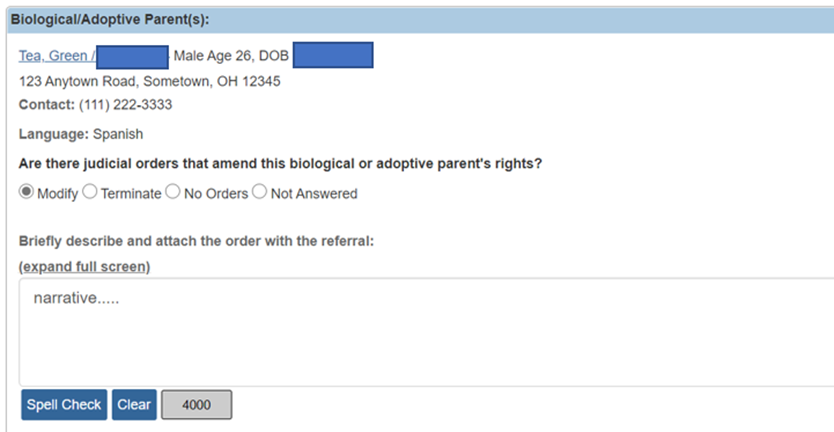 Biological/Adoptive Parent(s):
Tea, Green / Male Age 26, DOB
123 Anytown Road, Sometown, OH 12345
Contact: (111) 222-3333
Language: Spanish
Are there judicial orders that amend this biological or adoptive parent's rights?
Modify Terminate No Orders Not Answered
Briefly describe and attach the order with the referral:
(expand full screen)
narrative.....
Spell Check Clear 4000